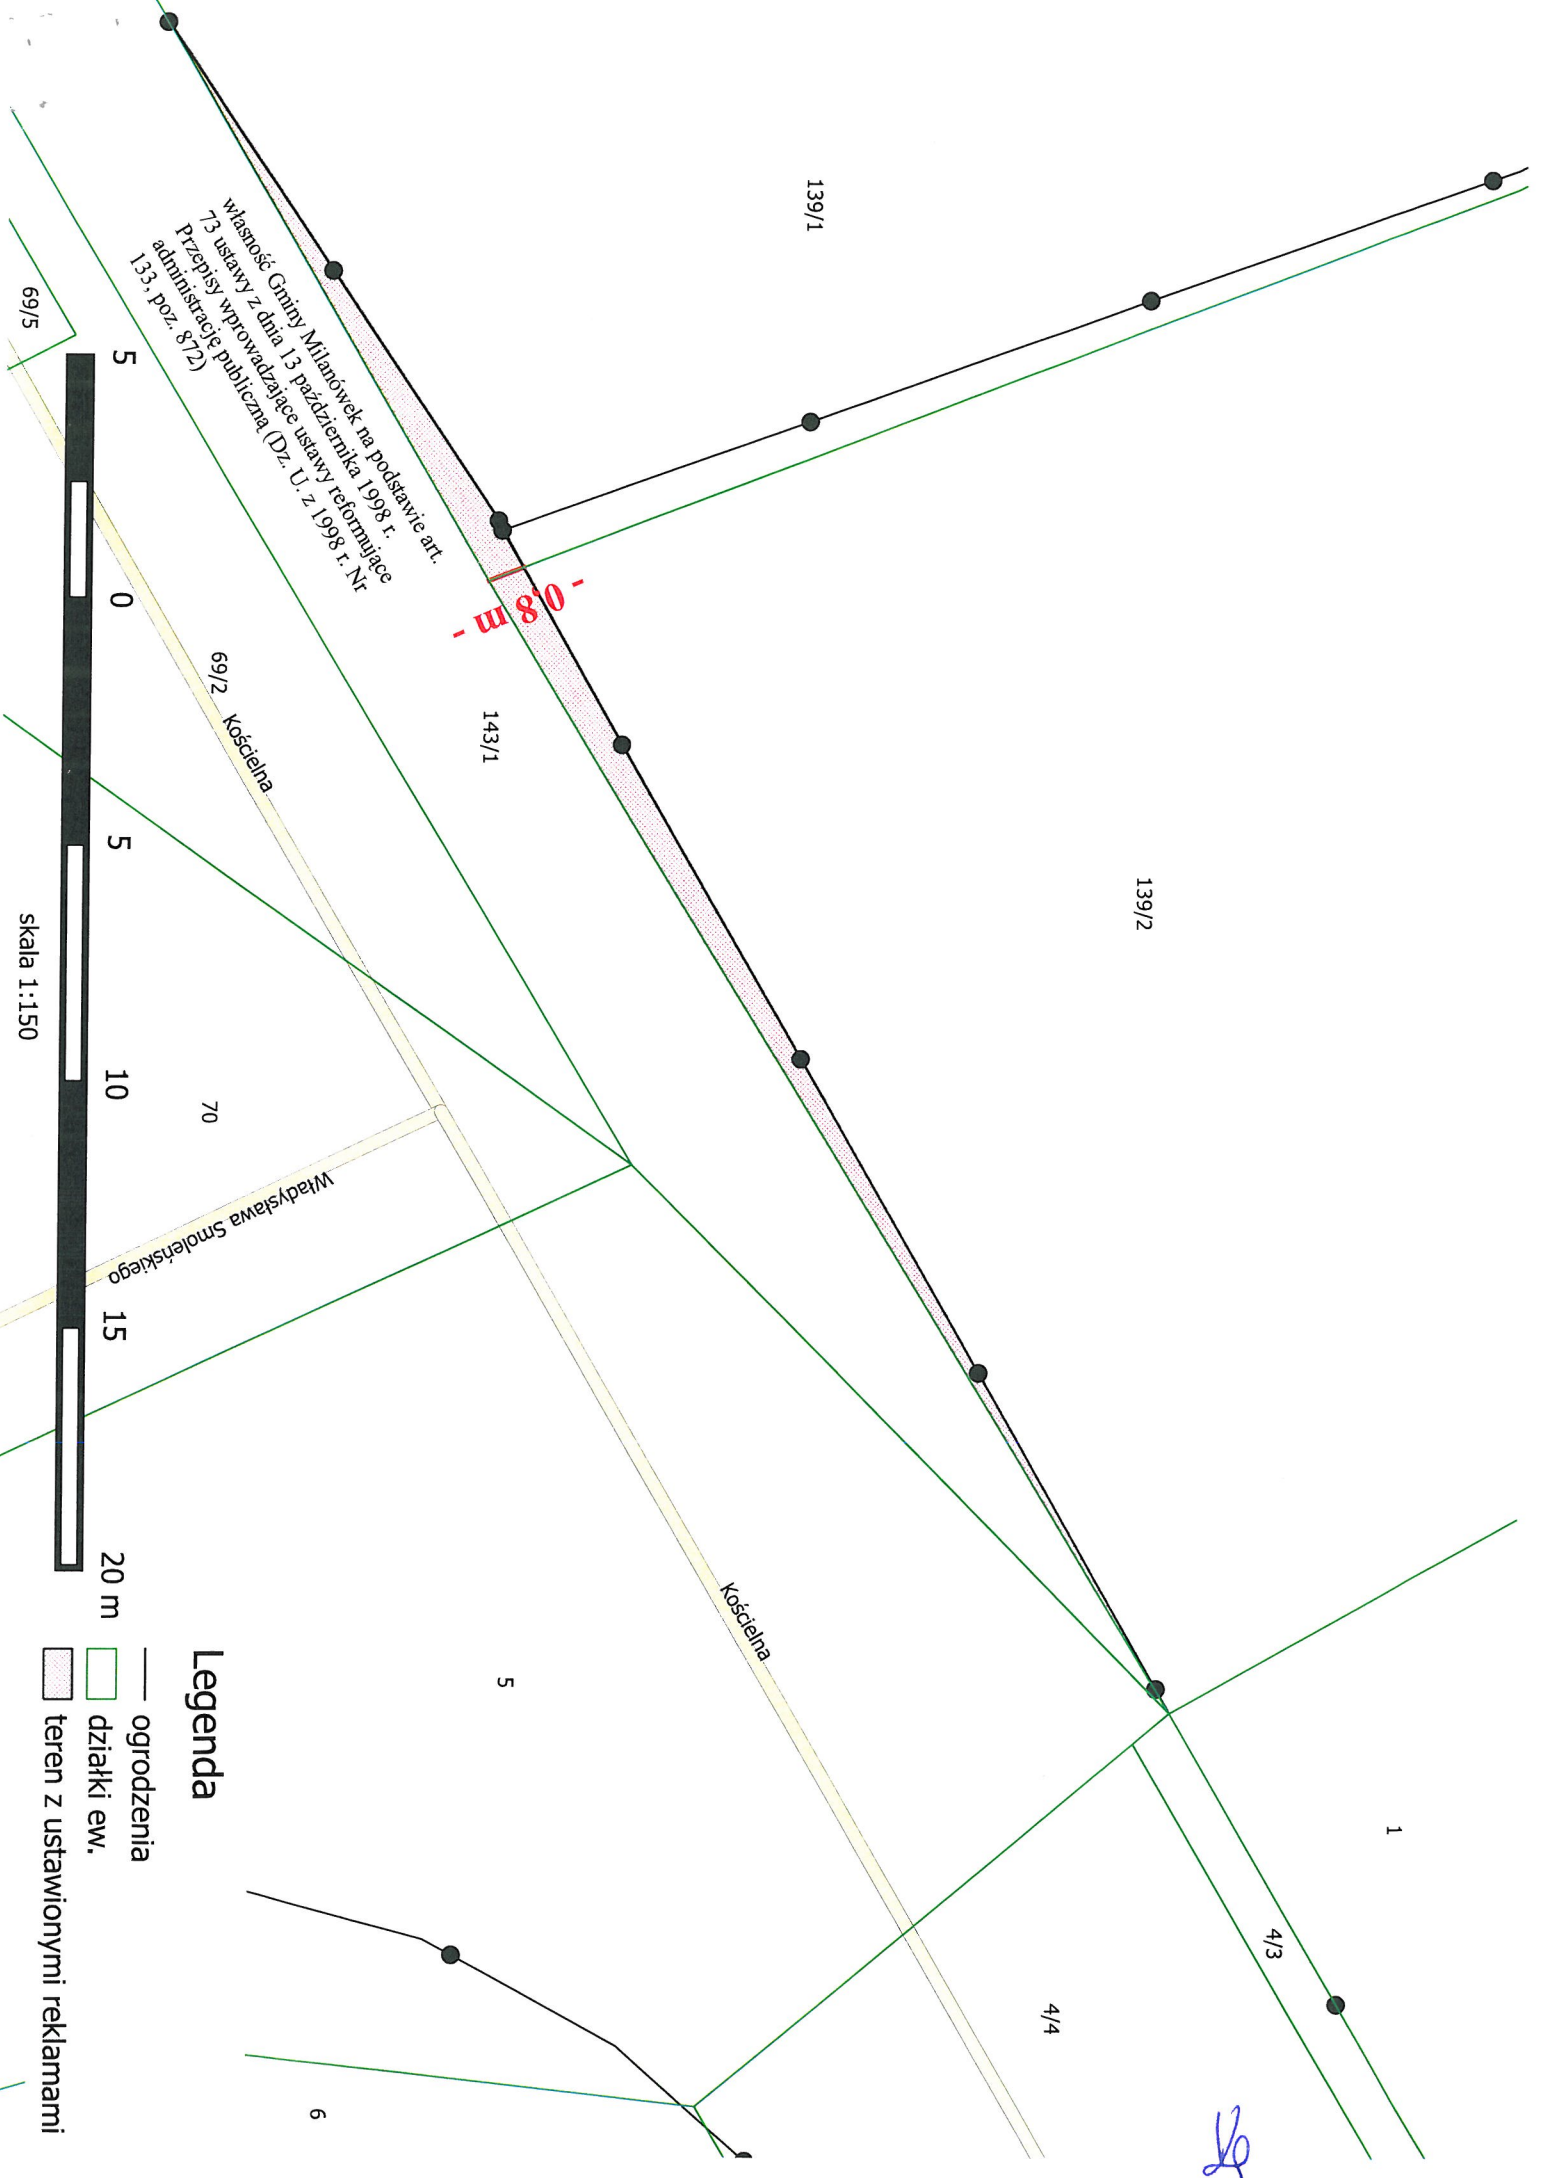 139/1
139/2
1
4/3
4/4
własność Gminy Milanówek na podstawie art.
73 ustawy z dnia 13 października 1998 r.
Przepisy wprowadzające ustawy reformujące
administrację publiczną (Dz. U. z 1998 r. Nr
133, poz. 872)
- 0.8 m -
143/1
69/5
69/2
Kościelna
Kościelna
70
Władysława Smoleńskiego
5
6
5 0 5 10 15 20 m
skala 1:150
Legenda
ogrodzenia
działki ew.
teren z ustawionymi reklamami